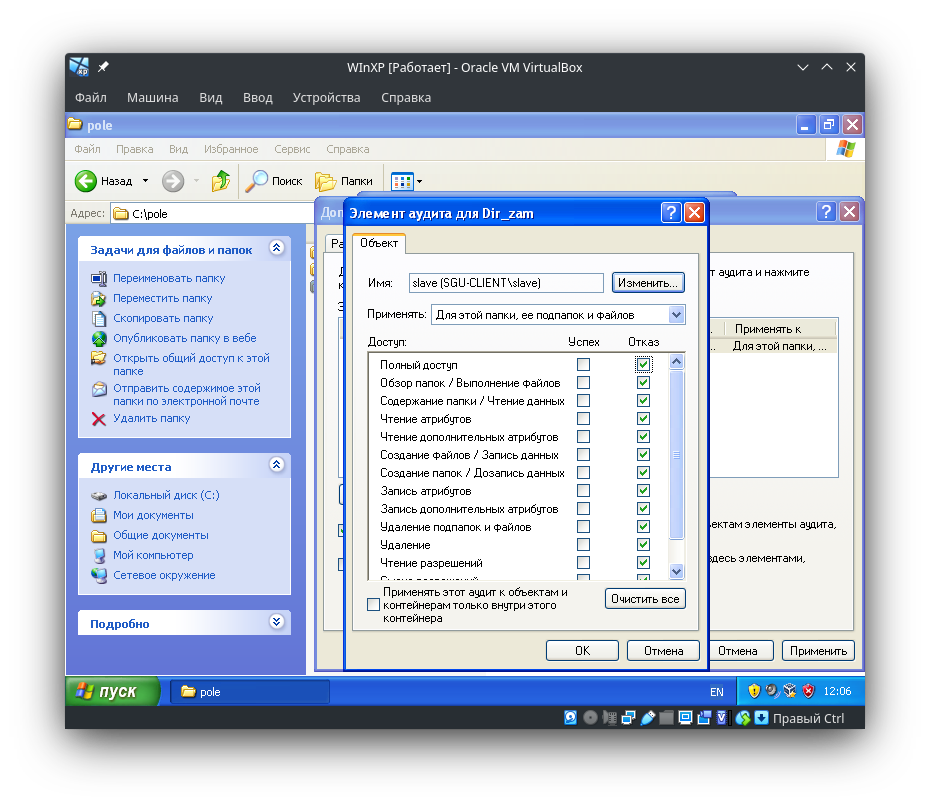 WInXP [Работает] - Oracle VM VirtualBox
Файл Машина Вид Ввод Устройства Справка
pole
Файл Правка Вид Избранное Сервис Справка
Назад Поиск Папки
Адрес: C:\pole
Доп
Элемент аудита для Dir_zam
Задачи для файлов и папок
Переименовать папку
Переместить папку
Скопировать папку
Опубликовать папку в вебе
Открыть общий доступ к этой
папке
Отправить содержимое этой
папки по электронной почте
Удалить папку
Другие места
Локальный диск (C:)
Мои документы
Общие документы
Мой компьютер
Сетевое окружение
Подробно
Объект
Имя: slave (SGU-CLIENT\slave) Изменить...
Применять: Для этой папки, ее подпапок и файлов
Доступ: Успех Отказ
Полный доступ
Обзор папок / Выполнение файлов
Содержание папки / Чтение данных
Чтение атрибутов
Чтение дополнительных атрибутов
Создание файлов / Запись данных
Создание папок / Дозапись данных
Запись атрибутов
Запись дополнительных атрибутов
Удаление подпапок и файлов
Удаление
Чтение разрешений
Применять этот аудит к объектам и
контейнерам только внутри этого
контейнера
Очистить все
OK Отмена
т аудита и нажмите
Применять к
Для этой папки, ...
ъектам элементы аудита,
здесь элементами,
Отмена Применить
пуск pole EN 12:06
Правый Ctrl